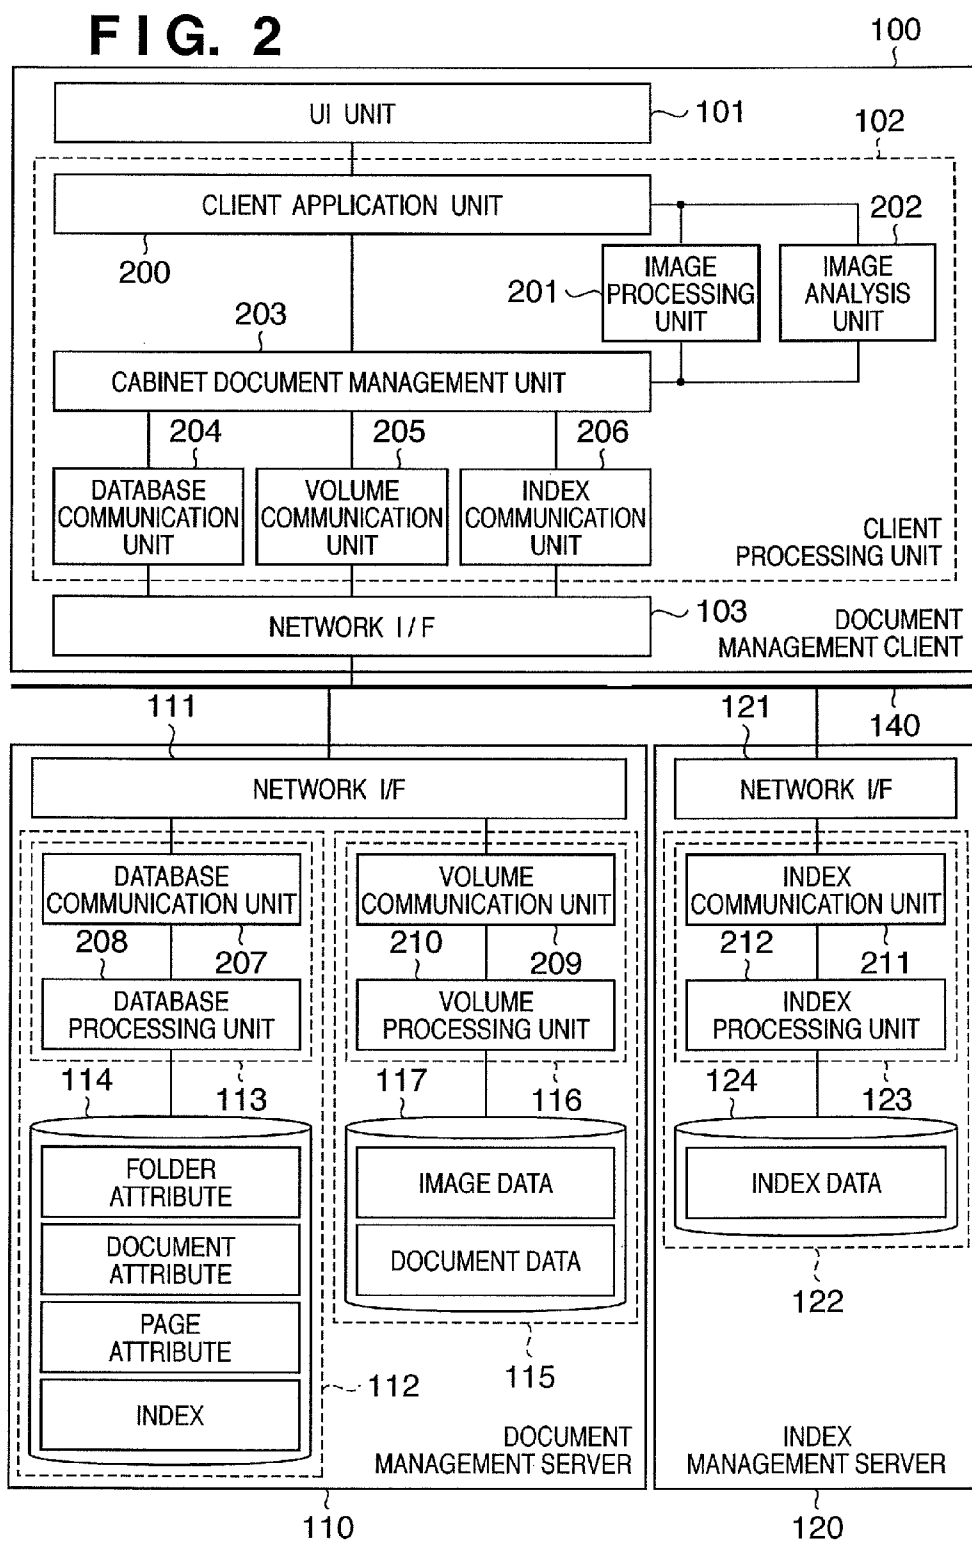 FIG. 2
100
UI UNIT
101
102
CLIENT APPLICATION UNIT
200
202
201
IMAGE
PROCESSING
UNIT
IMAGE
ANALYSIS
UNIT
203
CABINET DOCUMENT MANAGEMENT UNIT
204
205
206
DATABASE
COMMUNICATION
UNIT
VOLUME
COMMUNICATION
UNIT
INDEX
COMMUNICATION
UNIT
CLIENT
PROCESSING UNIT
NETWORK I/F
103
DOCUMENT
MANAGEMENT CLIENT
111
121
140
NETWORK I/F
NETWORK I/F
DATABASE
COMMUNICATION UNIT
VOLUME
COMMUNICATION UNIT
INDEX
COMMUNICATION UNIT
208
207
210
209
212
211
DATABASE
PROCESSING UNIT
VOLUME
PROCESSING UNIT
INDEX
PROCESSING UNIT
114
113
117
116
124
123
FOLDER
ATTRIBUTE
DOCUMENT
ATTRIBUTE
PAGE
ATTRIBUTE
INDEX
IMAGE DATA
DOCUMENT DATA
INDEX DATA
122
115
112
DOCUMENT
MANAGEMENT SERVER
INDEX
MANAGEMENT SERVER
110
120